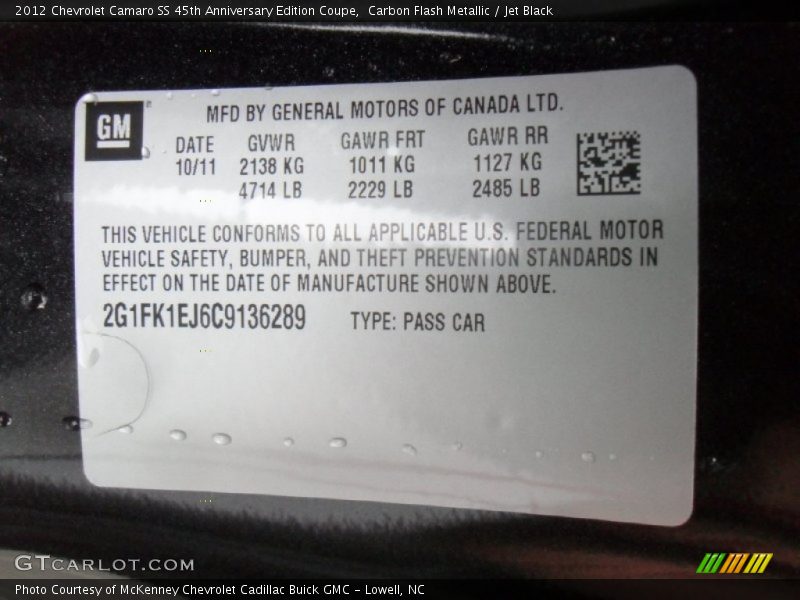 2012 Chevrolet Camaro SS 45th Anniversary Edition Coupe,  Carbon Flash Metallic / Jet Black
GM
MFD BY GENERAL MOTORS OF CANADA LTD.
DATE GVWR GAWR FRT GAWR RR
10/11 2138 KG 1011 KG 1127 KG
4714 LB 2229 LB 2485 LB
THIS VEHICLE CONFORMS TO ALL APPLICABLE U.S. FEDERAL MOTOR
VEHICLE SAFETY, BUMPER, AND THEFT PREVENTION STANDARDS IN
EFFECT ON THE DATE OF MANUFACTURE SHOWN ABOVE.
2G1FK1EJ6C9136289 TYPE: PASS CAR
GTCARLOT.COM
Photo Courtesy of McKenney Chevrolet Cadillac Buick GMC - Lowell, NC